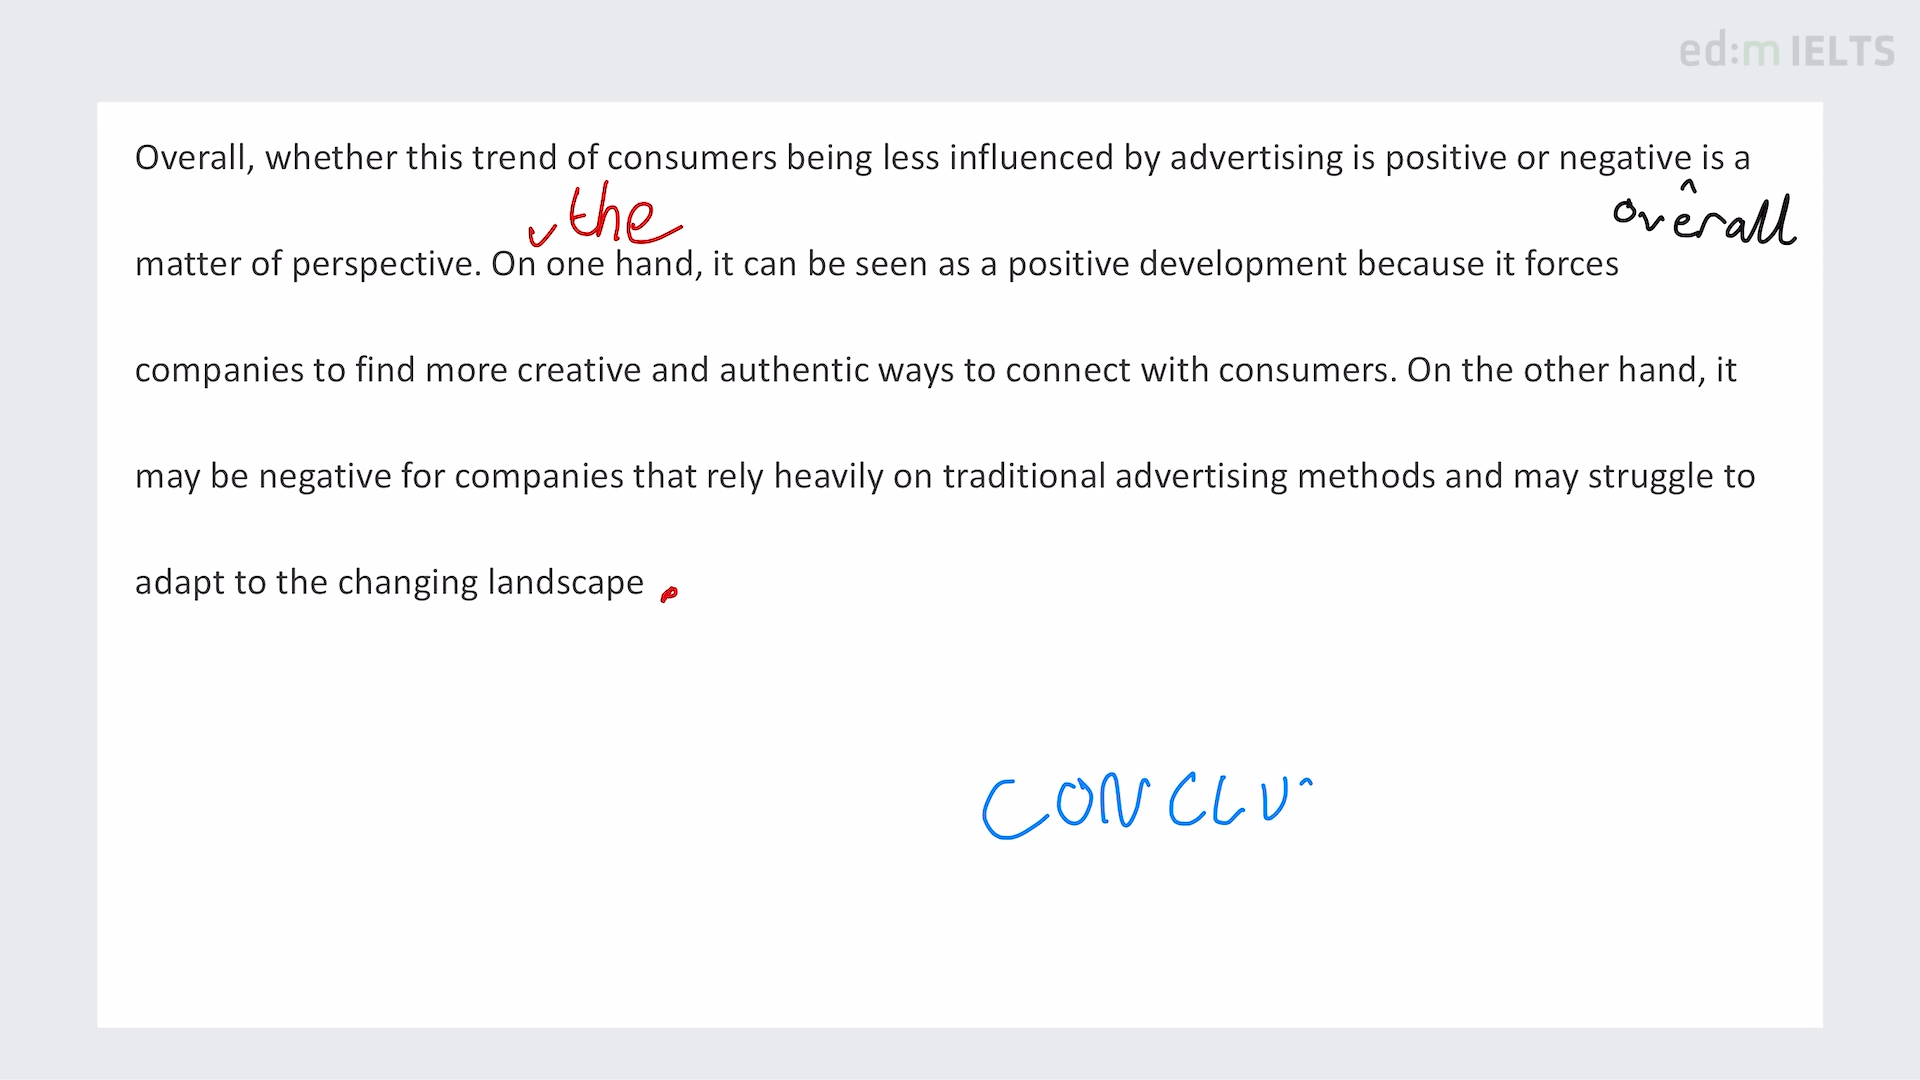 ed:m IELTS
Overall, whether this trend of consumers being less influenced by advertising is positive or negative is a
the
overall
matter of perspective. On one hand, it can be seen as a positive development because it forces
companies to find more creative and authentic ways to connect with consumers. On the other hand, it
may be negative for companies that rely heavily on traditional advertising methods and may struggle to
adapt to the changing landscape .
CONCLU